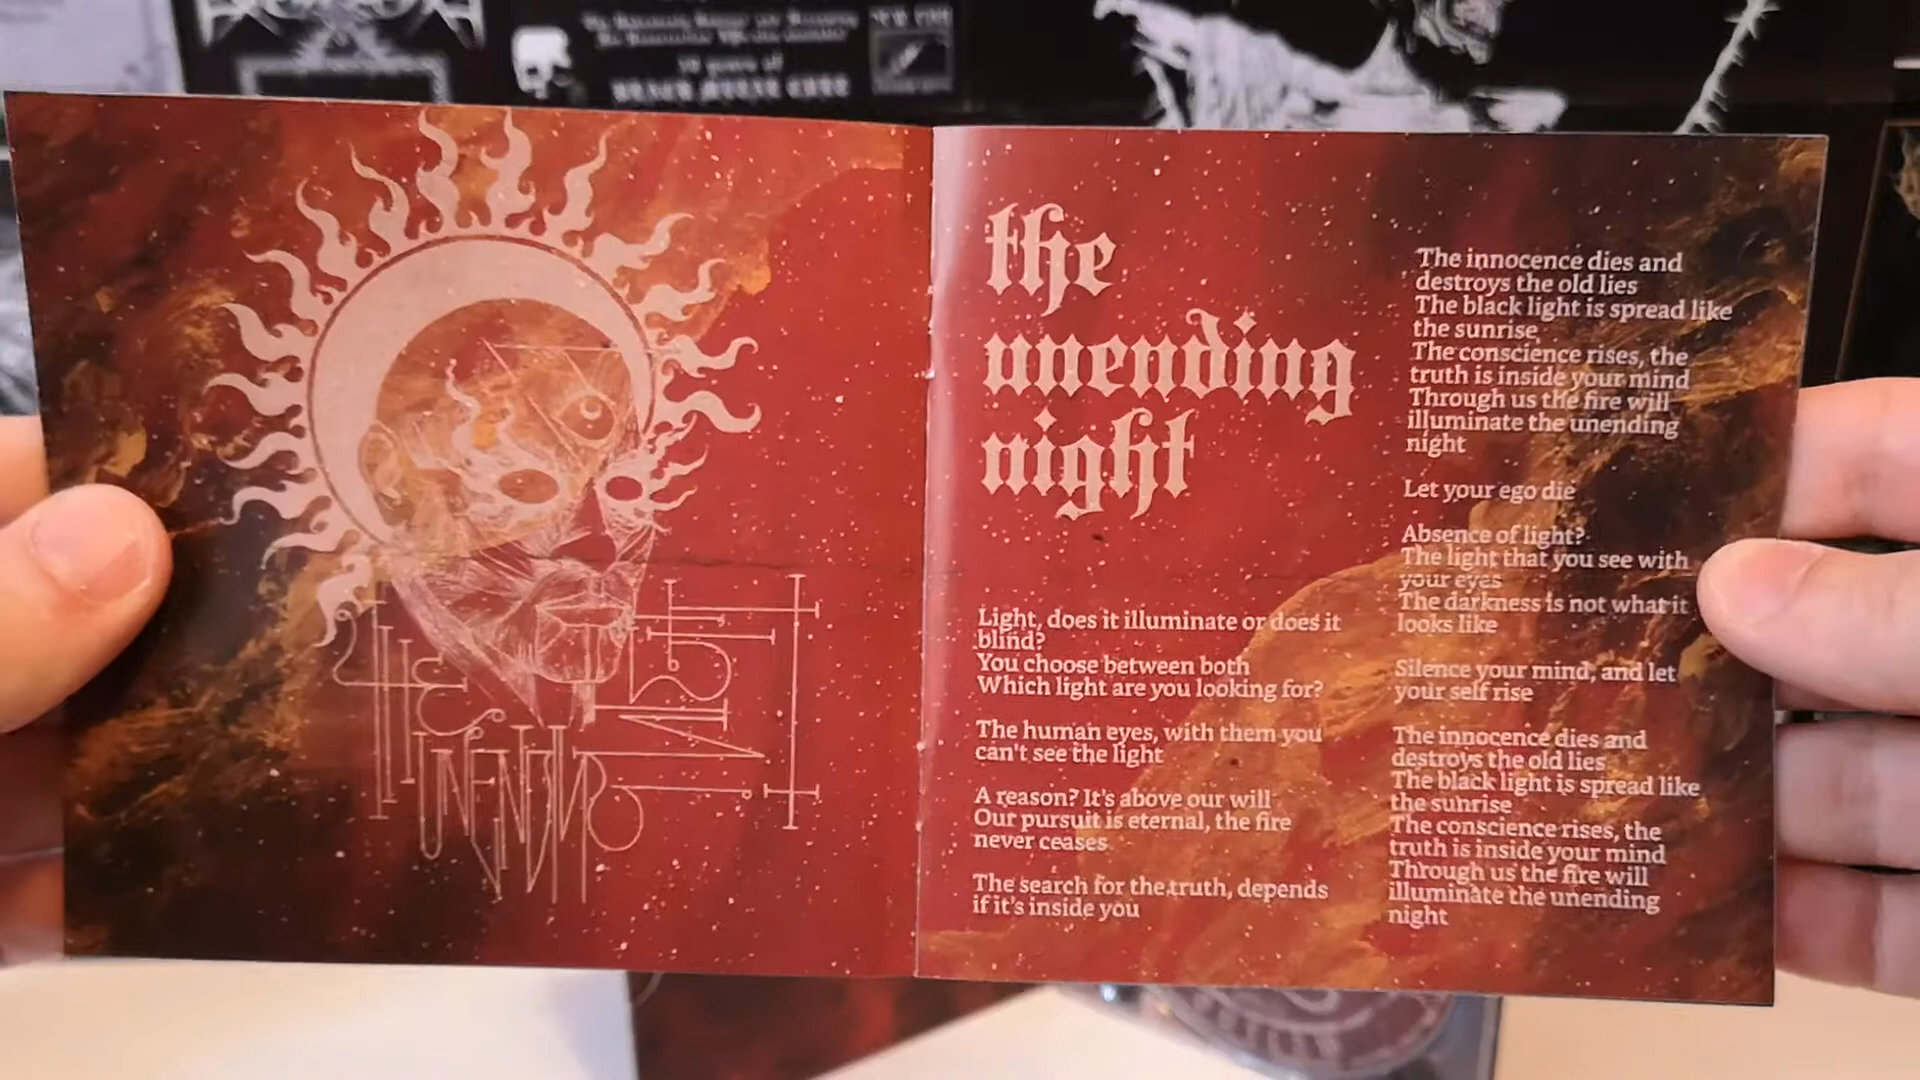 10 years of
the
unending
night
Light, does it illuminate or does it
blind?
You choose between both
Which light are you looking for?
The human eyes, with them you
can't see the light
A reason? It's above our will
Our pursuit is eternal, the fire
never ceases
The search for the truth, depends
if it's inside you
The innocence dies and
destroys the old lies
The black light is spread like
the sunrise
The conscience rises, the
truth is inside your mind
Through us the fire will
illuminate the unending
night
Let your ego die
Absence of light?
The light that you see with
your eyes
The darkness is not what it
looks like
Silence your mind, and let
your self rise
The innocence dies and
destroys the old lies
The black light is spread like
the sunrise
The conscience rises, the
truth is inside your mind
Through us the fire will
illuminate the unending
night
THE
UNENDING